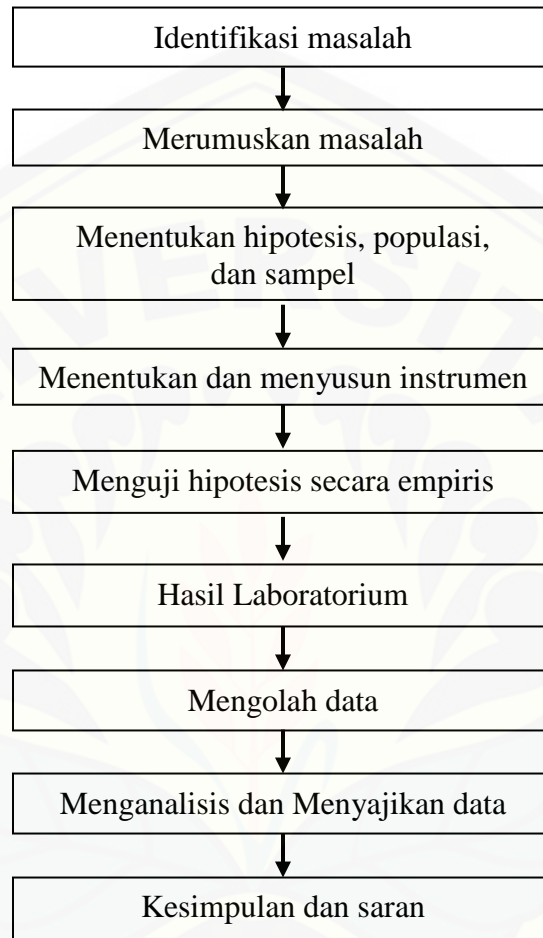 Identifikasi masalah
Merumuskan masalah
Menentukan hipotesis, populasi,
dan sampel
Menentukan dan menyusun instrumen
Menguji hipotesis secara empiris
Hasil Laboratorium
Mengolah data
Menganalisis dan Menyajikan data
Kesimpulan dan saran